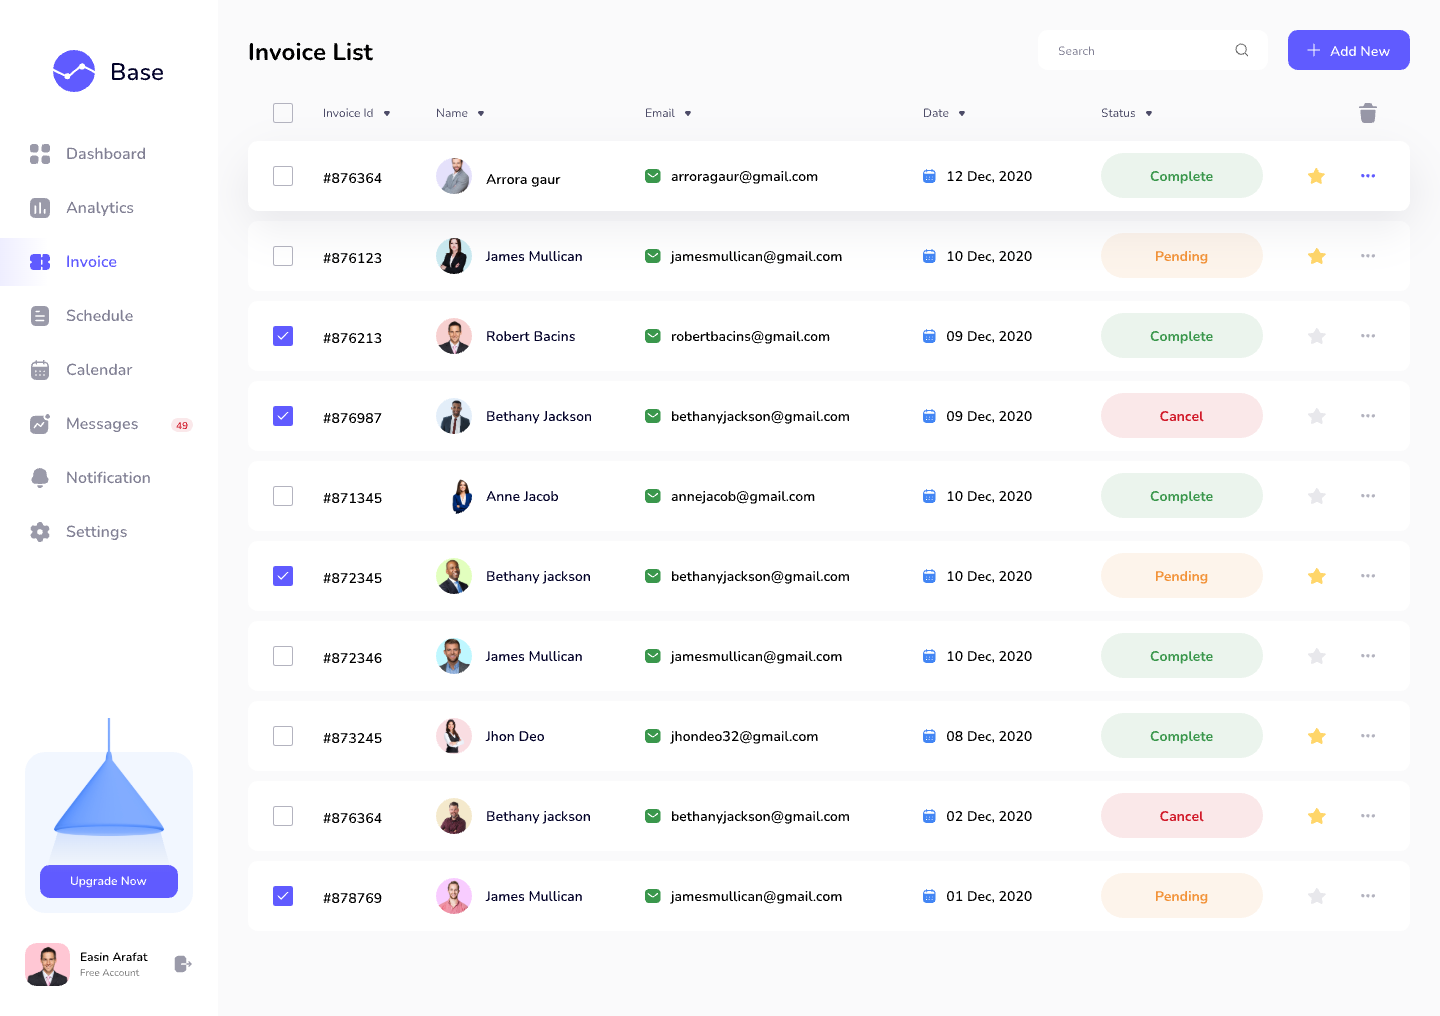 Base
Dashboard
Analytics
Invoice
Schedule
Calendar
Messages 49
Notification
Settings
Upgrade Now
Easin Arafat
Free Account
Invoice List
Search
Add New
Invoice Id Name Email Date Status
#876364 Arrora gaur arroragaur@gmail.com 12 Dec, 2020 Complete
#876123 James Mullican jamesmullican@gmail.com 10 Dec, 2020 Pending
#876213 Robert Bacins robertbacins@gmail.com 09 Dec, 2020 Complete
#876987 Bethany Jackson bethanyjackson@gmail.com 09 Dec, 2020 Cancel
#871345 Anne Jacob annejacob@gmail.com 10 Dec, 2020 Complete
#872345 Bethany jackson bethanyjackson@gmail.com 10 Dec, 2020 Pending
#872346 James Mullican jamesmullican@gmail.com 10 Dec, 2020 Complete
#873245 Jhon Deo jhondeo32@gmail.com 08 Dec, 2020 Complete
#876364 Bethany jackson bethanyjackson@gmail.com 02 Dec, 2020 Cancel
#878769 James Mullican jamesmullican@gmail.com 01 Dec, 2020 Pending